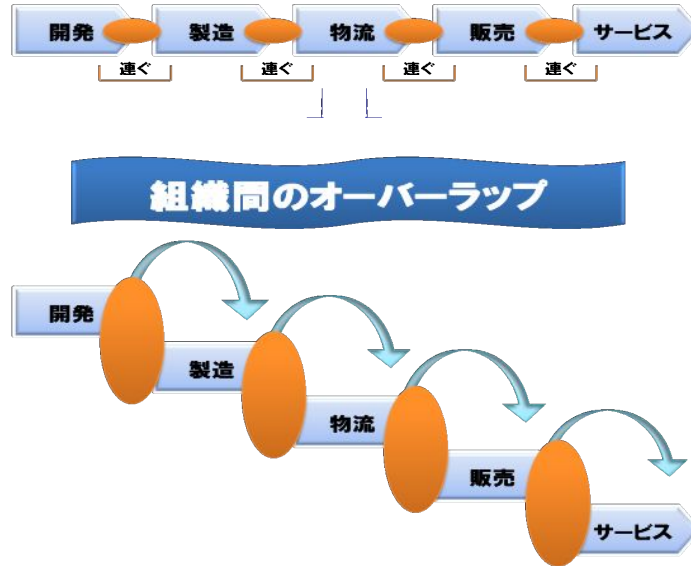 開発 製造 物流 販売 サービス
連ぐ 連ぐ 連ぐ 連ぐ
組織間のオーバーラップ
開発
製造
物流
販売
サービス